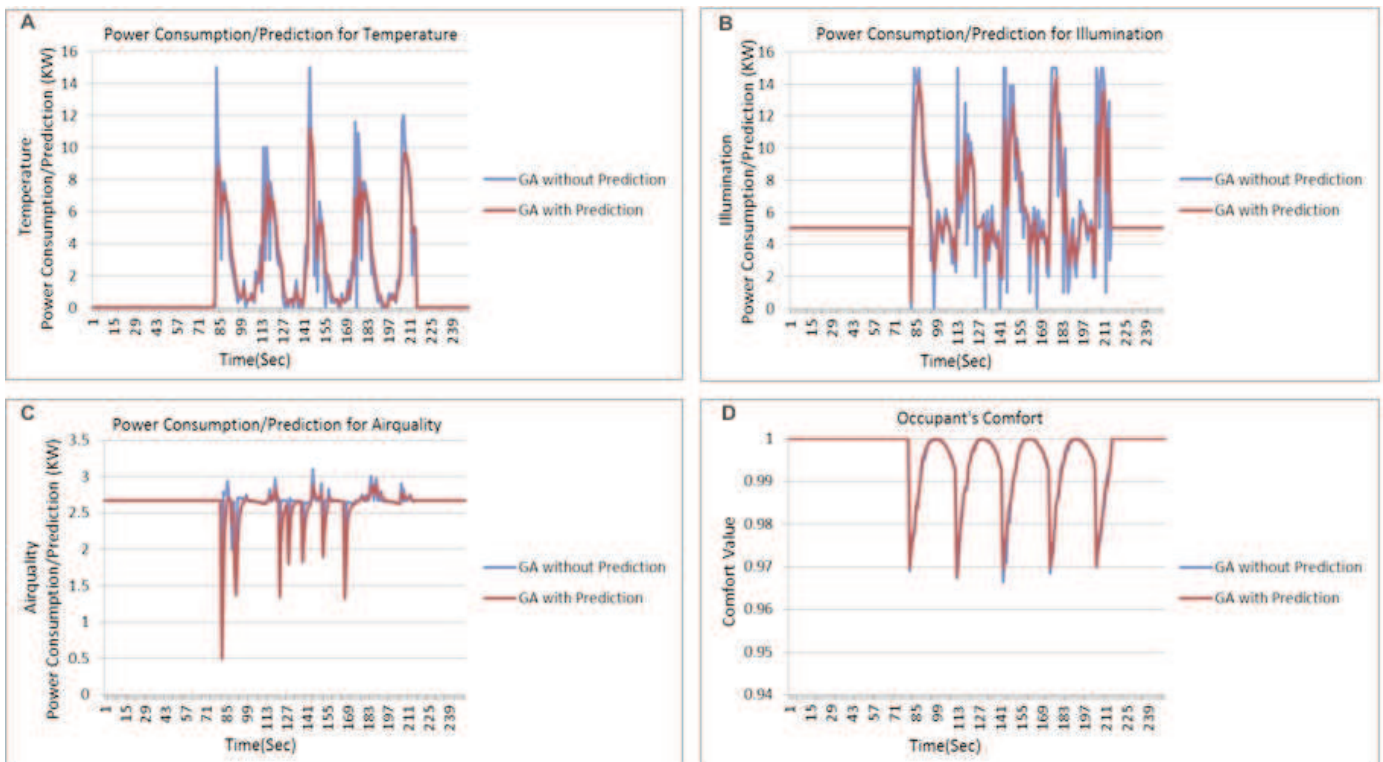 A
Power Consumption/Prediction for Temperature
Temperature
Power Consumption/Prediction (KW)
16
14
12
10
8
6
4
2
0
1 15 29 43 57 71 85 99 113 127 141 155 169 183 197 211 225 239
Time(Sec)
GA without Prediction
GA with Prediction
B
Power Consumption/Prediction for Illumination
Illumination
Power Consumption/Prediction (KW)
16
14
12
10
8
6
4
2
0
1 15 29 43 57 71 85 99 113 127 141 155 169 183 197 211 225 239
Time(Sec)
GA without Prediction
GA with Prediction
C
Power Consumption/Prediction for Airquality
Airquality
Power Consumption/Prediction (KW)
3.5
3
2.5
2
1.5
1
0.5
0
1 15 29 43 57 71 85 99 113 127 141 155 169 183 197 211 225 239
Time(Sec)
GA without Prediction
GA with Prediction
D
Occupant's Comfort
Comfort Value
1
0.99
0.98
0.97
0.96
0.95
0.94
1 15 29 43 57 71 85 99 113 127 141 155 169 183 197 211 225 239
Time(Sec)
GA without Prediction
GA with Prediction